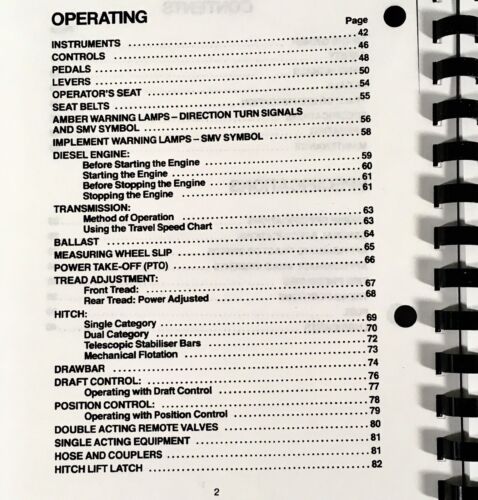 OPERATING
Page
INSTRUMENTS 42
CONTROLS 46
PEDALS 48
LEVERS 50
OPERATOR'S SEAT 54
SEAT BELTS 55
AMBER WARNING LAMPS – DIRECTION TURN SIGNALS
AND SMV SYMBOL 56
IMPLEMENT WARNING LAMPS – SMV SYMBOL 58
DIESEL ENGINE:
Before Starting the Engine 59
Starting the Engine 60
Before Stopping the Engine 61
Stopping the Engine 61
TRANSMISSION:
Method of Operation 63
Using the Travel Speed Chart 63
BALLAST 64
MEASURING WHEEL SLIP 65
POWER TAKE-OFF (PTO) 66
TREAD ADJUSTMENT:
Front Tread: 67
Rear Tread: Power Adjusted 68
HITCH:
Single Category 69
Dual Category 70
Telescopic Stabiliser Bars 72
Mechanical Flotation 73
DRAWBAR 74
DRAFT CONTROL: 76
Operating with Draft Control 77
POSITION CONTROL: 78
Operating with Position Control 79
DOUBLE ACTING REMOTE VALVES 80
SINGLE ACTING EQUIPMENT 81
HOSE AND COUPLERS 81
HITCH LIFT LATCH 82
2